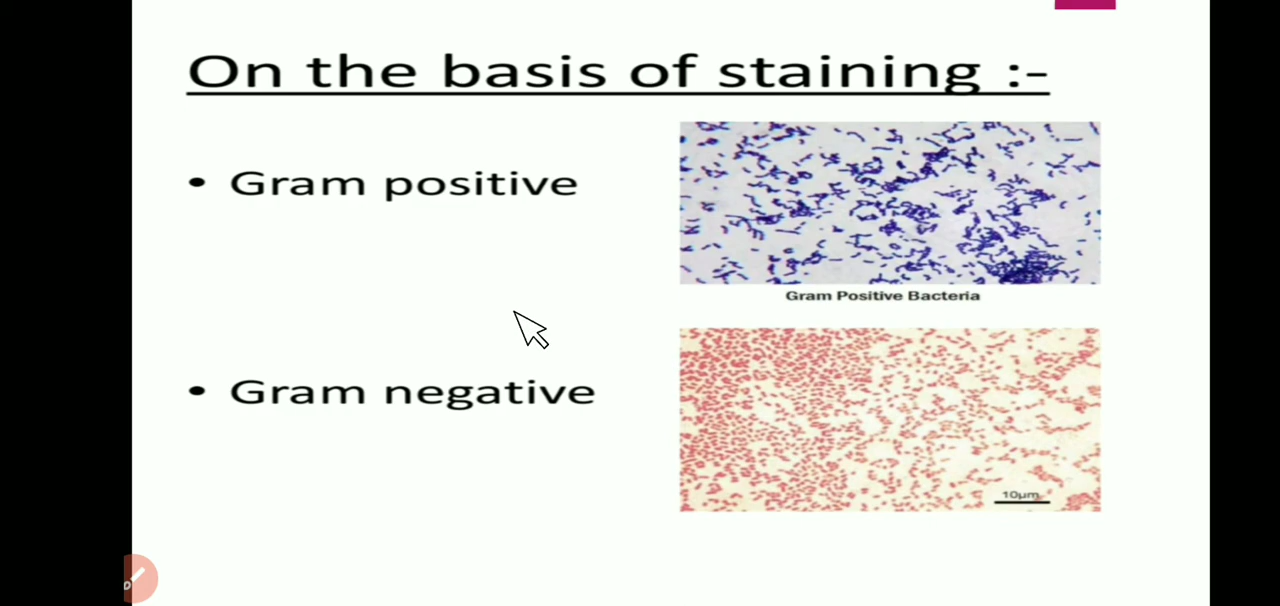 On the basis of staining :-
• Gram positive
Gram Positive Bacteria
• Gram negative
10µm